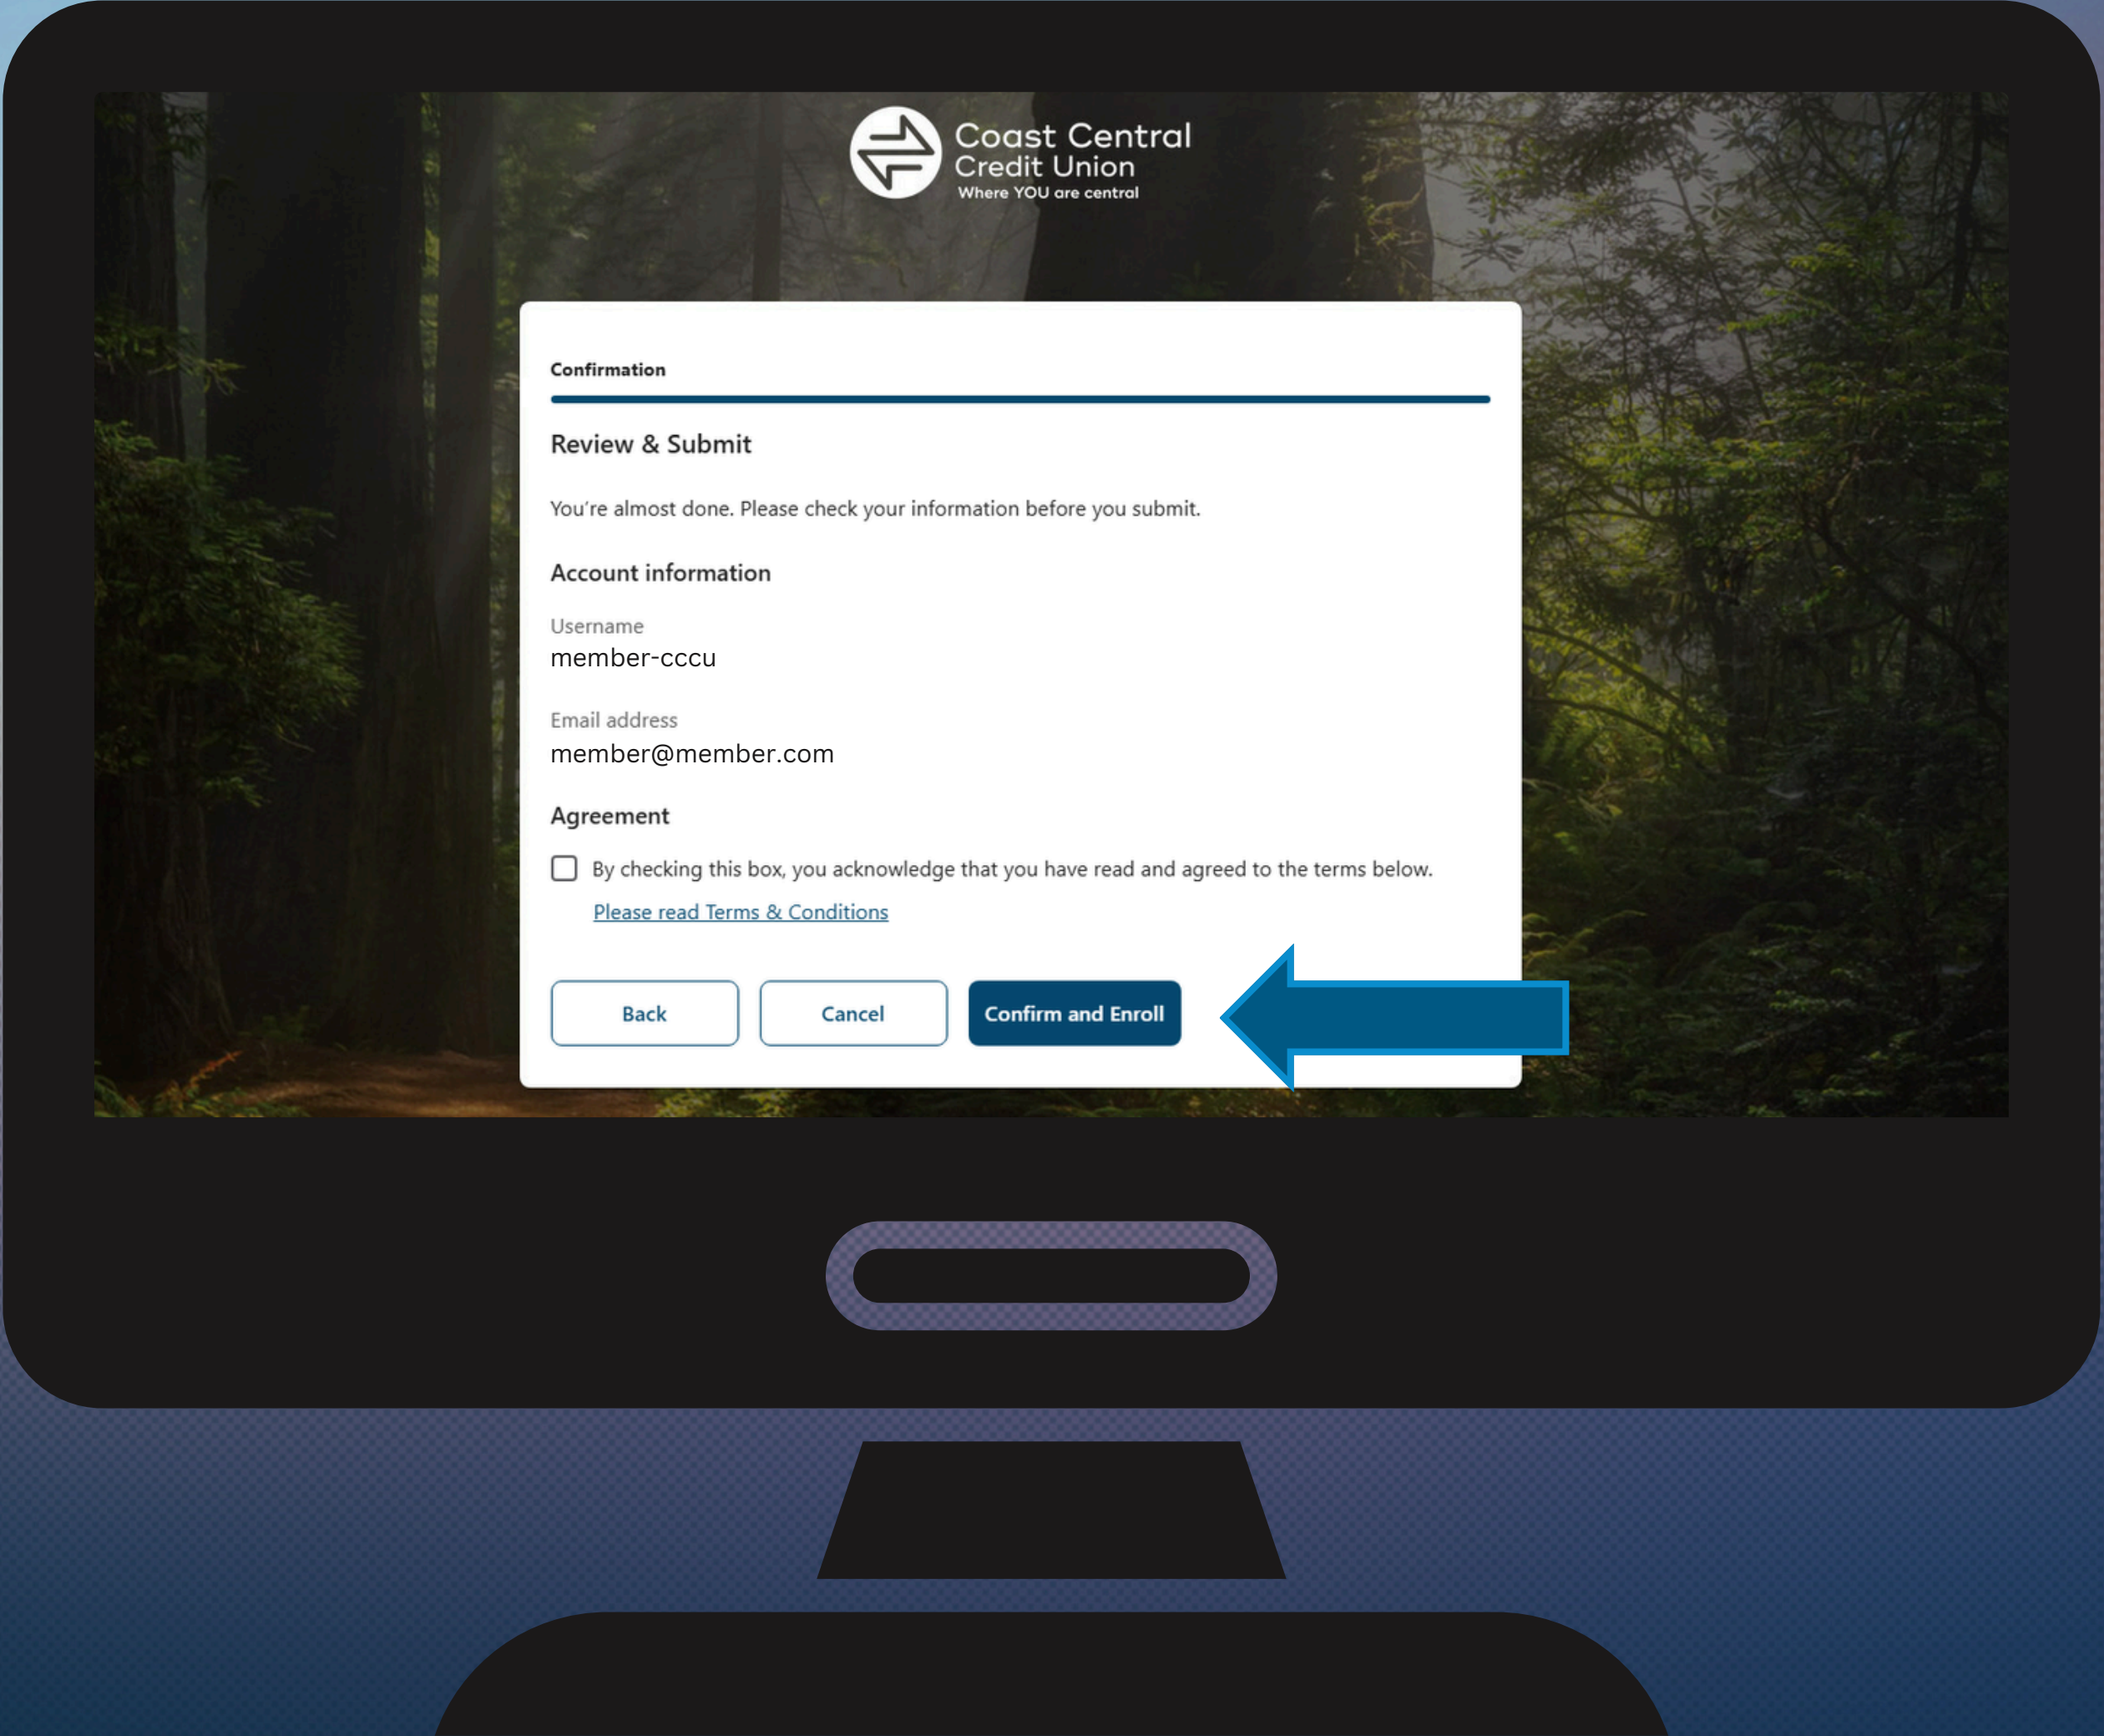 Coast Central
Credit Union
Where YOU are central
Confirmation
Review & Submit
You're almost done. Please check your information before you submit.
Account information
Username
member-cccu
Email address
member@member.com
Agreement
By checking this box, you acknowledge that you have read and agreed to the terms below.
Please read Terms & Conditions
Back Cancel Confirm and Enroll